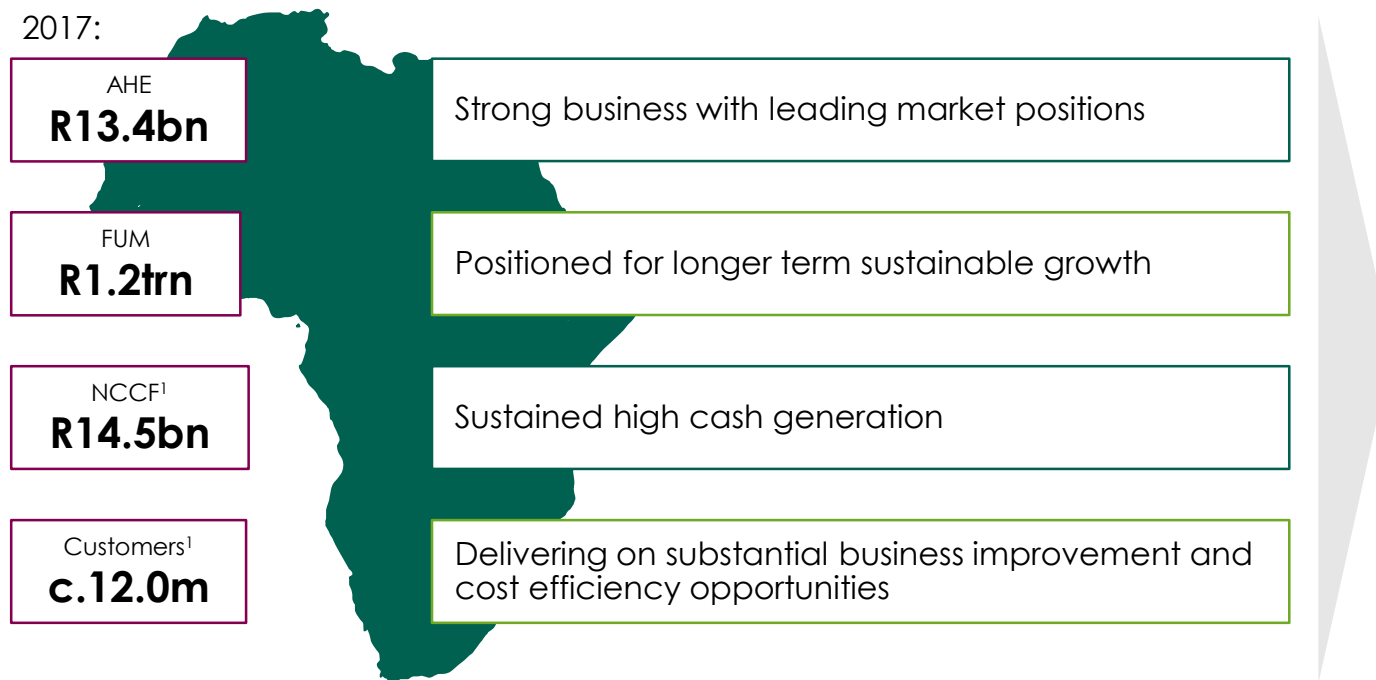 2017:
AHE
R13.4bn
Strong business with leading market positions
FUM
R1.2trn
Positioned for longer term sustainable growth
NCCF¹
R14.5bn
Sustained high cash generation
Customers¹
c.12.0m
Delivering on substantial business improvement and
cost efficiency opportunities